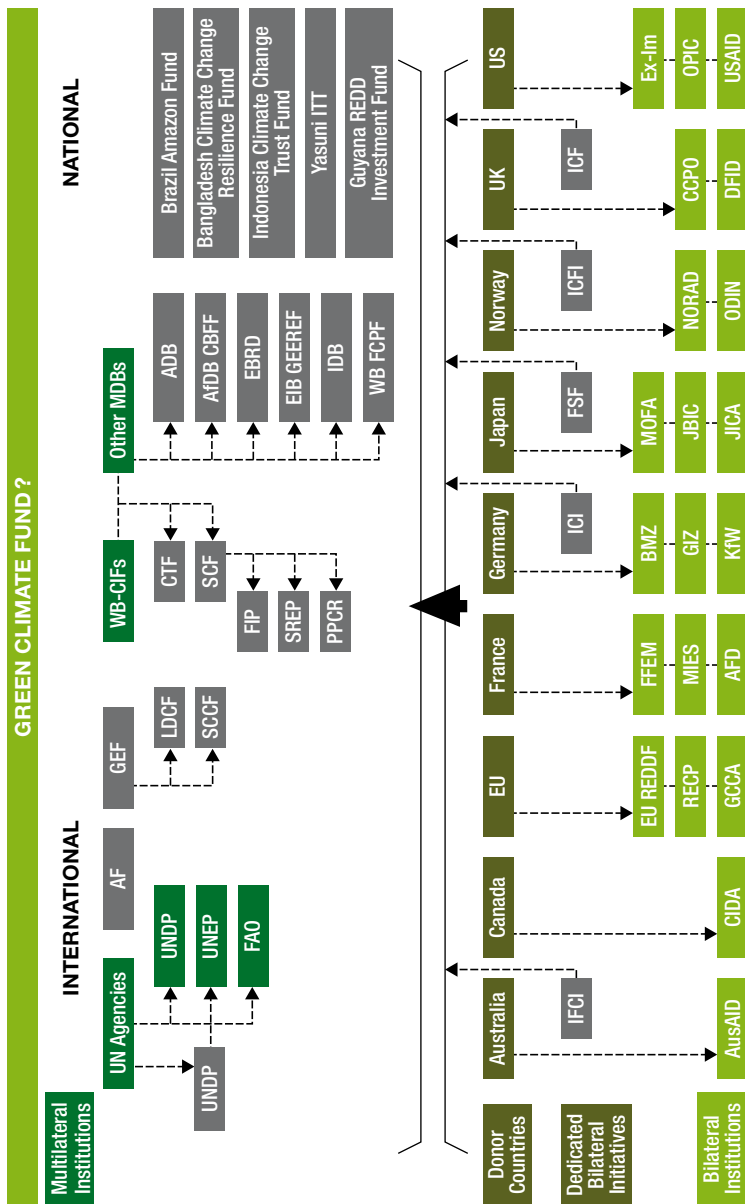 GREEN CLIMATE FUND?
Multilateral
Institutions
INTERNATIONAL
NATIONAL
UN Agencies
UNDP
UNDP
UNEP
FAO
AF
GEF
LDCF
SCCF
WB-CIFs
CTF
SCF
FIP
SREP
PPCR
Other MDBs
ADB
AfDB CBFF
EBRD
EIB GEEREF
IDB
WB FCPF
Brazil Amazon Fund
Bangladesh Climate Change
Resilience Fund
Indonesia Climate Change
Trust Fund
Yasuni ITT
Guyana REDD
Investment Fund
Donor
Countries
Australia
Canada
EU
France
Germany
Japan
Norway
UK
US
Dedicated
Bilateral
Initiatives
IFCI
ICI
FSF
ICFI
ICF
Bilateral
Institutions
AusAID
CIDA
EU REDDF
RECP
GCCA
FFEM
MIES
AFD
BMZ
GIZ
KfW
MOFA
JBIC
JICA
NORAD
ODIN
CCPO
DFID
Ex-Im
OPIC
USAID